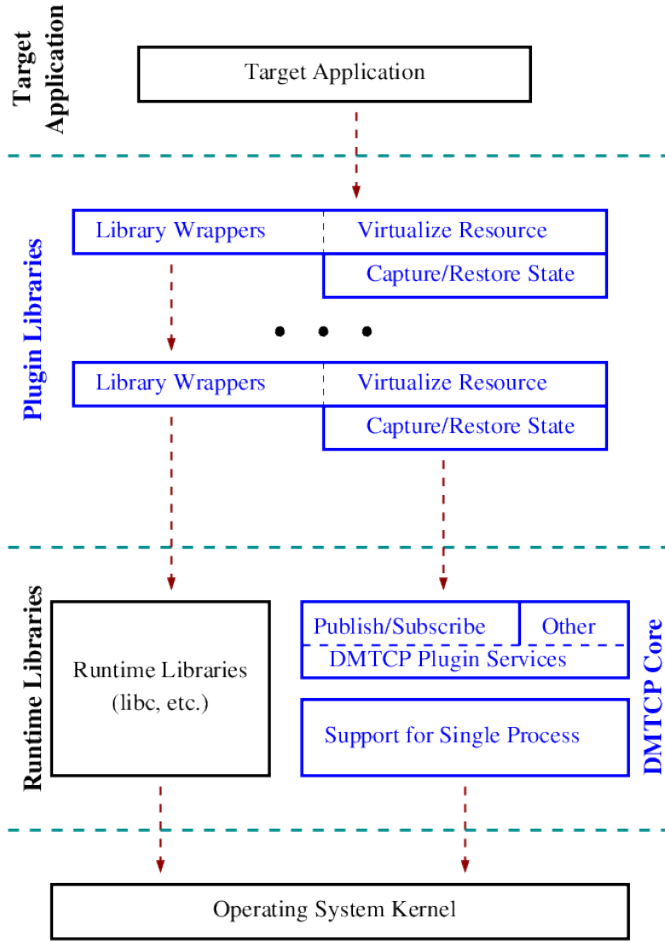 Target
Application
Target Application
Plugin Libraries
Library Wrappers
Virtualize Resource
Capture/Restore State
Library Wrappers
Virtualize Resource
Capture/Restore State
Runtime Libraries
Runtime Libraries
(libc, etc.)
Publish/Subscribe
Other
DMTCP Plugin Services
Support for Single Process
DMTCP Core
Operating System Kernel